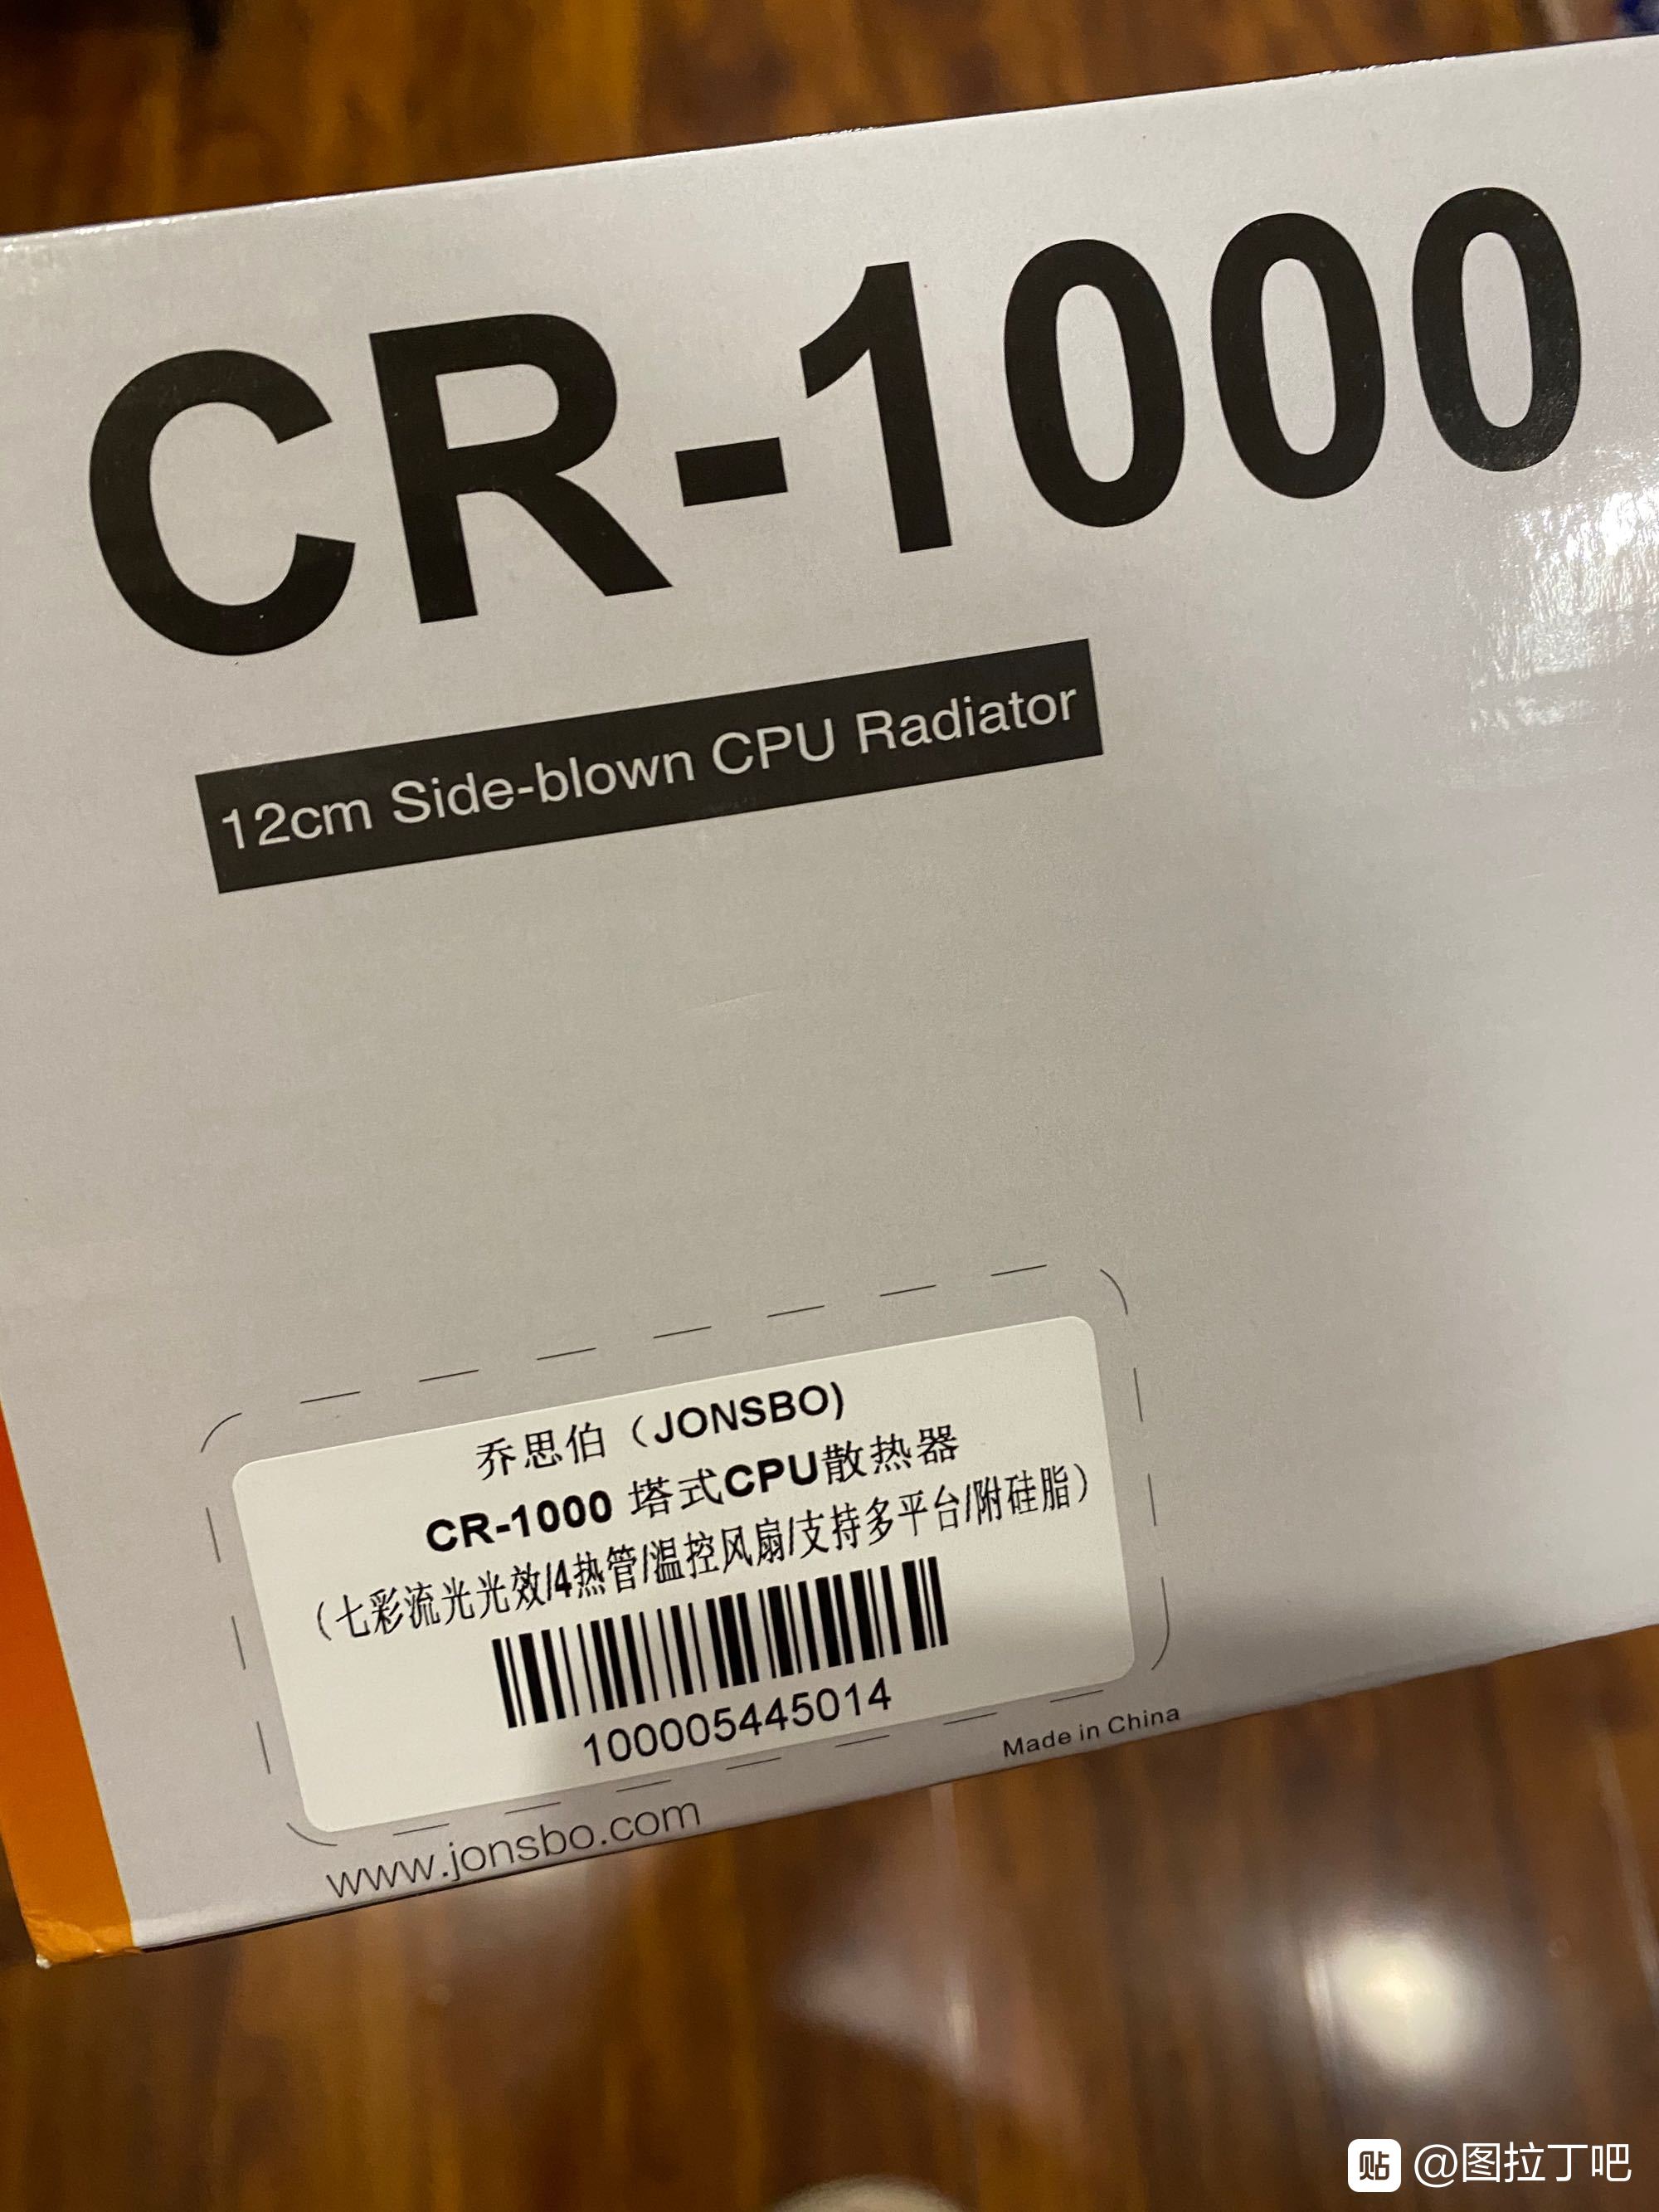 CR-1000
12cm Side-blown CPU Radiator
乔思伯（JONSBO)
CR-1000 塔式CPU散热器
（七彩流光光效/4热管/温控风扇/支持多平台/附硅脂）
100005445014
Made in China
www.jonsbo.com
贴 @图拉丁吧